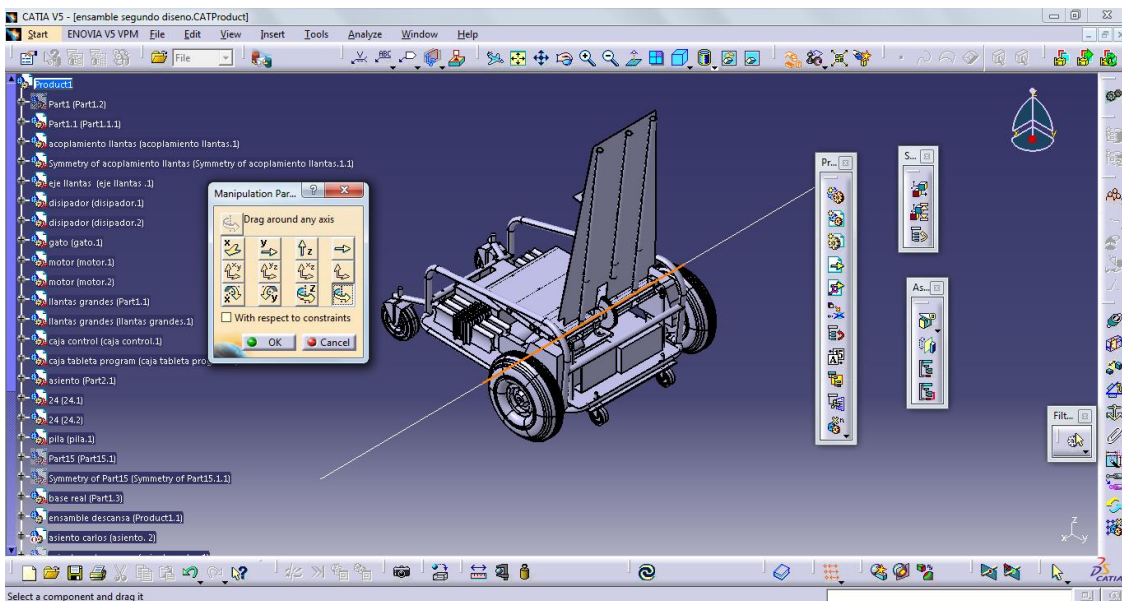 CATIA V5 - [ensamble segundo diseno.CATProduct]
Start ENOVIA V5 VPM File Edit View Insert Tools Analyze Window Help
File
Product1
Part1 (Part1.2)
Part1.1 (Part1.1.1)
acoplamiento llantas (acoplamiento llantas.1)
Symmetry of acoplamiento llantas (Symmetry of acoplamiento llantas.1.1)
eje llantas (eje llantas .1)
disipador (disipador.1)
disipador (disipador.2)
gato (gato.1)
motor (motor.1)
motor (motor.2)
llantas grandes (Part1.1)
llantas grandes (llantas grandes.1)
caja control (caja control.1)
caja tableta program (caja tableta pro
asiento (Part2.1)
24 (24.1)
24 (24.2)
pila (pila.1)
Part15 (Part15.1)
Symmetry of Part15 (Symmetry of Part15.1.1)
base real (Part1.3)
ensamble descansa (Product1.1)
asiento carlos (asiento. 2)
Manipulation Par...
Drag around any axis
With respect to constraints
OK Cancel
Pr...
S...
As...
Filt...
z
x y
CATIA
Select a component and drag it